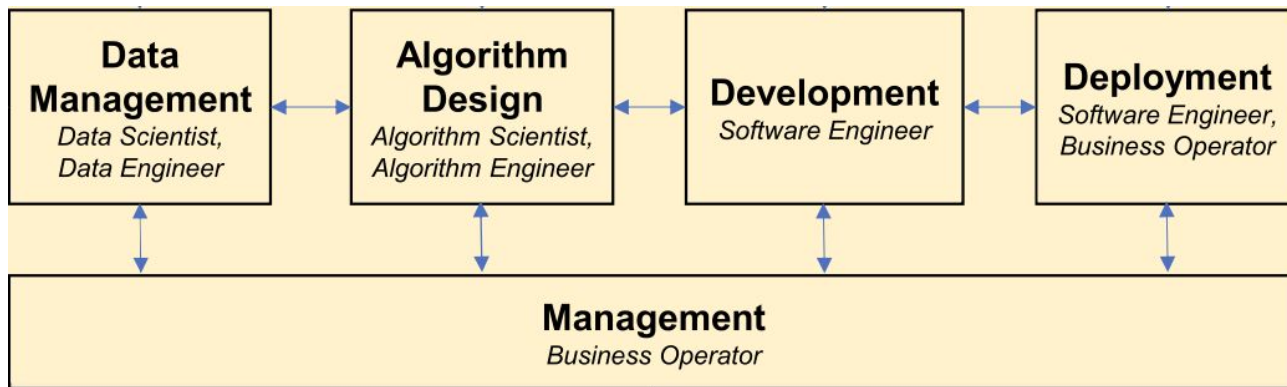 Data
Management
Data Scientist,
Data Engineer
Algorithm
Design
Algorithm Scientist,
Algorithm Engineer
Development
Software Engineer
Deployment
Software Engineer,
Business Operator
Management
Business Operator